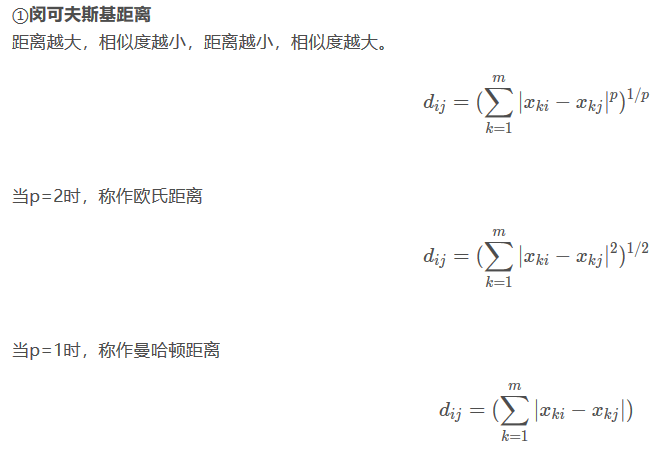 ①闵可夫斯基距离
距离越大，相似度越小，距离越小，相似度越大。
d_{ij} = (\sum_{k=1}^{m} |x_{ki} - x_{kj}|^p)^{1/p}
当p=2时，称作欧氏距离
d_{ij} = (\sum_{k=1}^{m} |x_{ki} - x_{kj}|^2)^{1/2}
当p=1时，称作曼哈顿距离
d_{ij} = (\sum_{k=1}^{m} |x_{ki} - x_{kj}|)